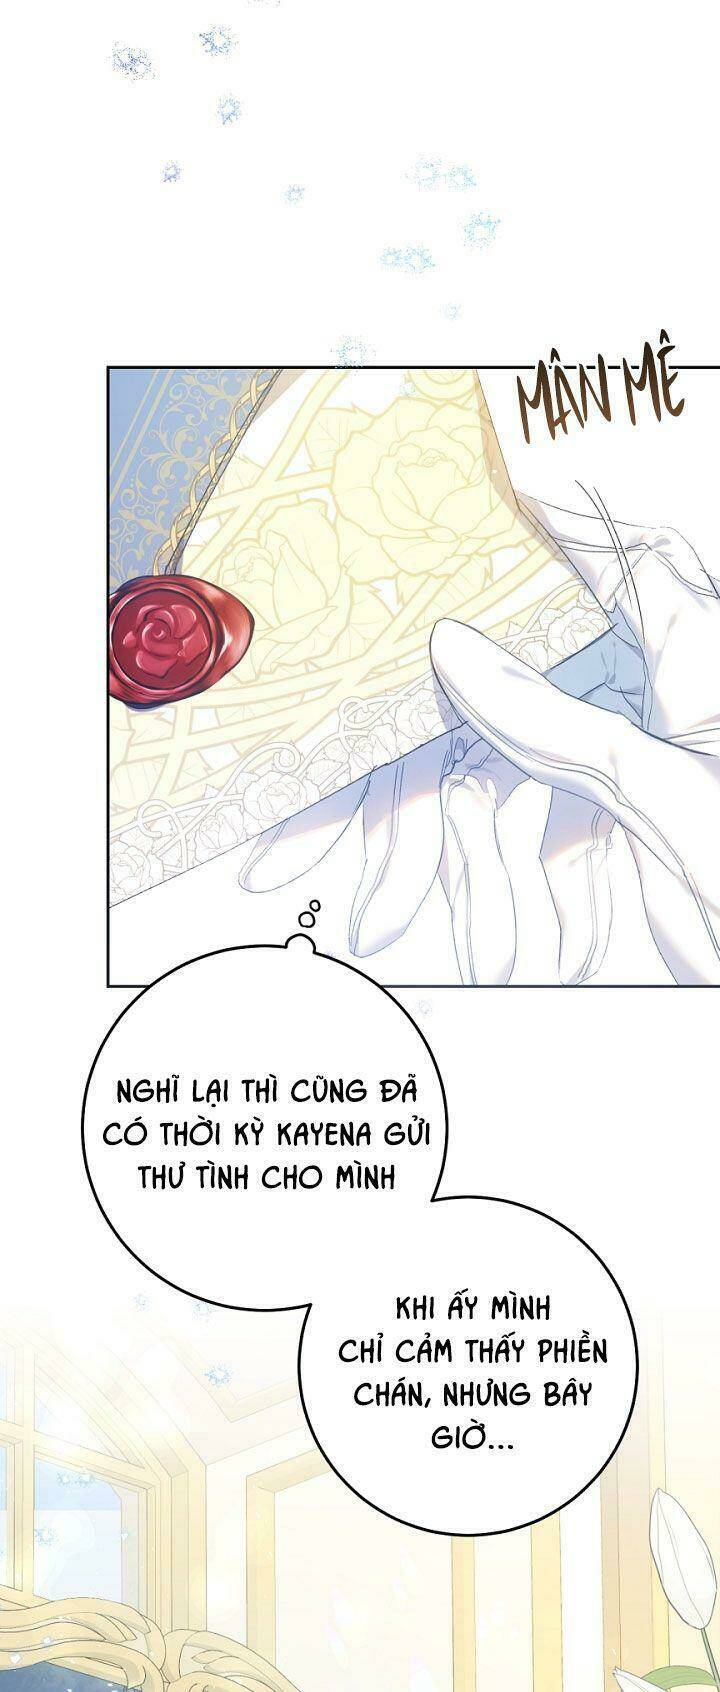 MÂN MÊ
NGHĨ LẠI THÌ CŨNG ĐÃ
CÓ THỜI KỲ KAYENA GỬI
THƯ TÌNH CHO MÌNH
KHI ẤY MÌNH
CHỈ CẢM THẤY PHIỀN
CHÁN, NHƯNG BÂY
GIỜ...